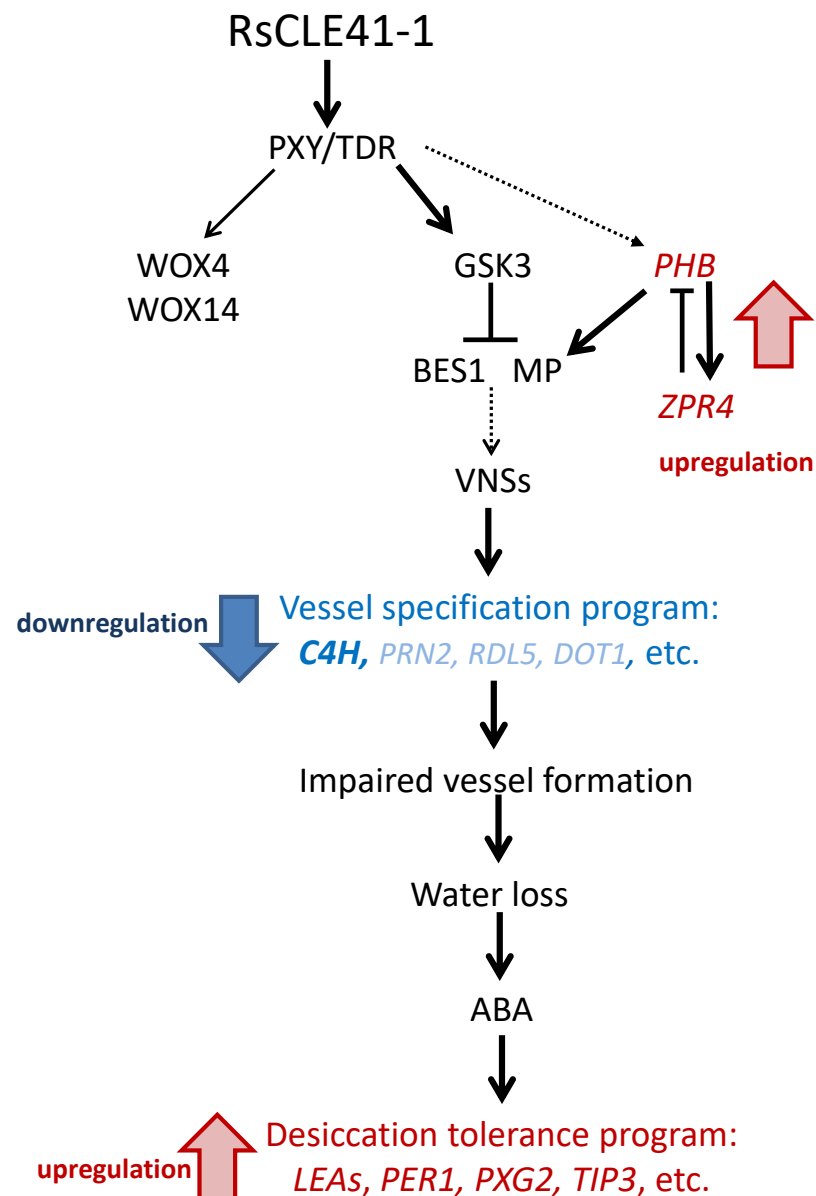 RsCLE41-1
PXY/TDR
WOX4
WOX14
GSK3
PHB
BES1 MP
ZPR4
upregulation
VNSs
downregulation
Vessel specification program:
C4H, PRN2, RDL5, DOT1, etc.
Impaired vessel formation
Water loss
ABA
upregulation
Desiccation tolerance program:
LEAs, PER1, PXG2, TIP3, etc.